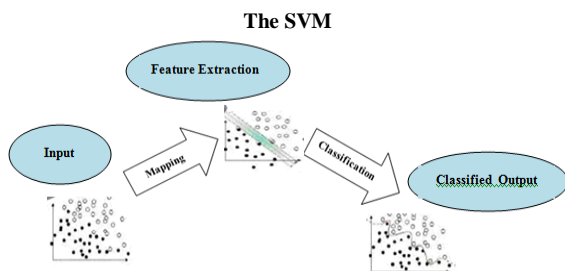 The SVM
Feature Extraction
Input
Mapping
Classification
Classified Output